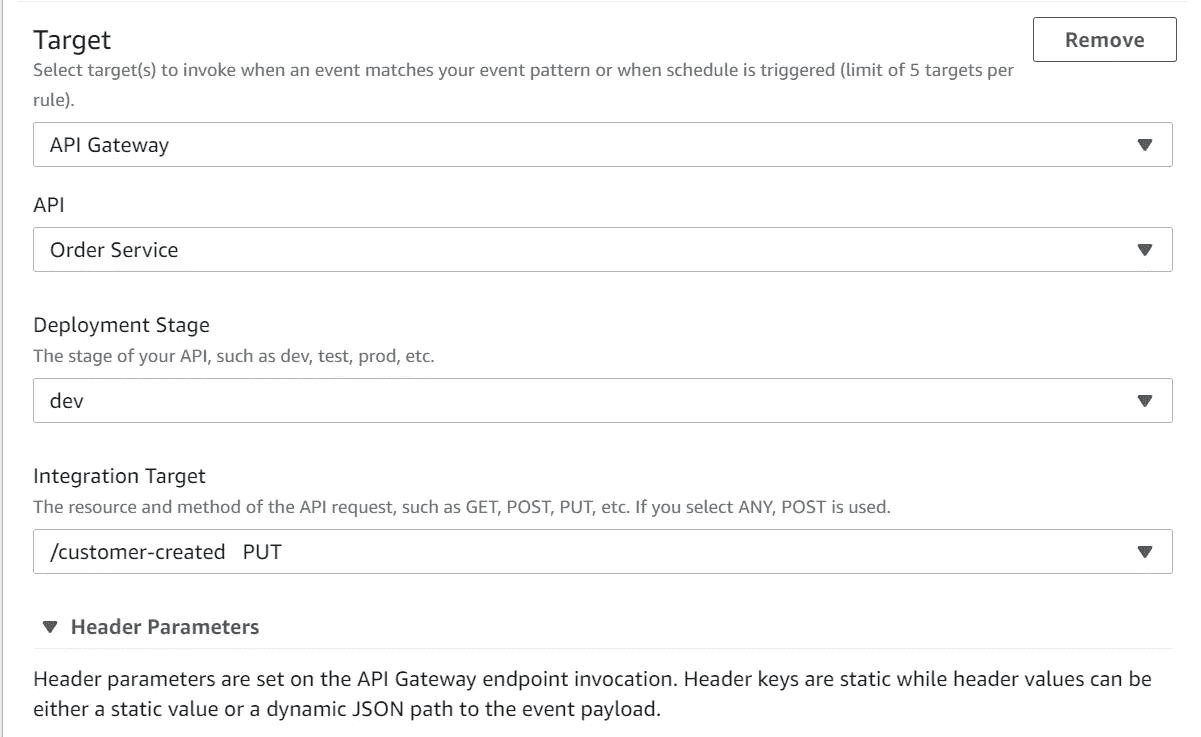 Target
Remove
Select target(s) to invoke when an event matches your event pattern or when schedule is triggered (limit of 5 targets per
rule).
API Gateway
API
Order Service
Deployment Stage
The stage of your API, such as dev, test, prod, etc.
dev
Integration Target
The resource and method of the API request, such as GET, POST, PUT, etc. If you select ANY, POST is used.
/customer-created PUT
Header Parameters
Header parameters are set on the API Gateway endpoint invocation. Header keys are static while header values can be
either a static value or a dynamic JSON path to the event payload.